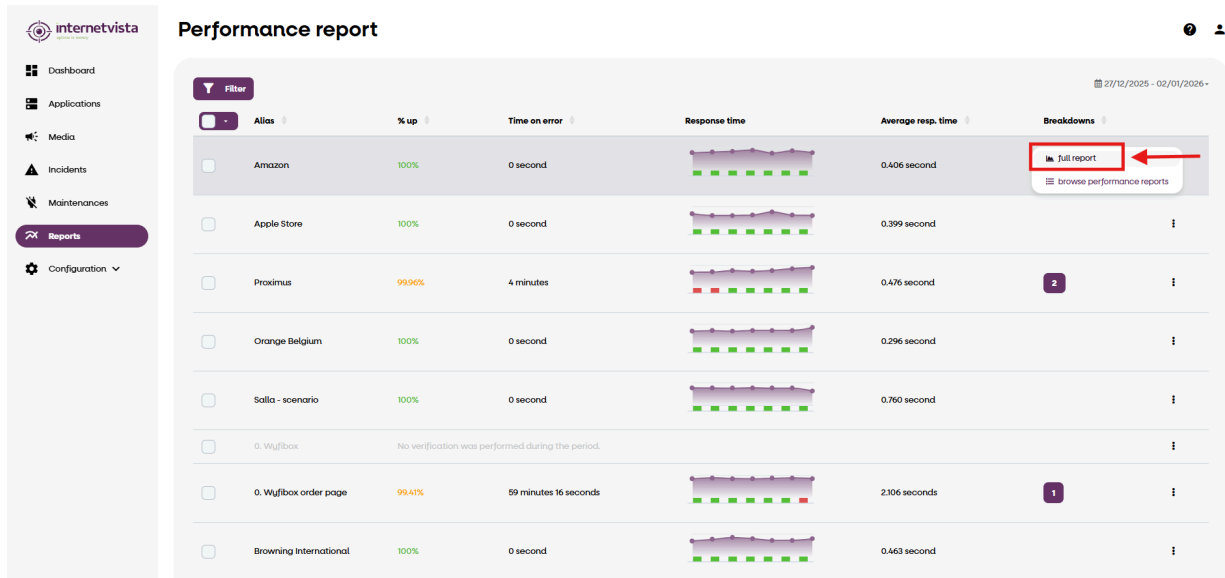 internetvista
Performance report
Dashboard
Applications
Media
Incidents
Maintenances
Reports
Configuration
Filter
27/12/2025 - 02/01/2026
Alias % up Time on error Response time Average resp. time Breakdowns
Amazon 100% 0 second 0.406 second
full report
browse performance reports
Apple Store 100% 0 second 0.399 second
Proximus 99.96% 4 minutes 0.476 second 2
Orange Belgium 100% 0 second 0.296 second
Salla - scenario 100% 0 second 0.760 second
0. Wyfibox No verification was performed during the period.
0. Wyfibox order page 99.41% 59 minutes 16 seconds 2.106 seconds 1
Browning International 100% 0 second 0.463 second